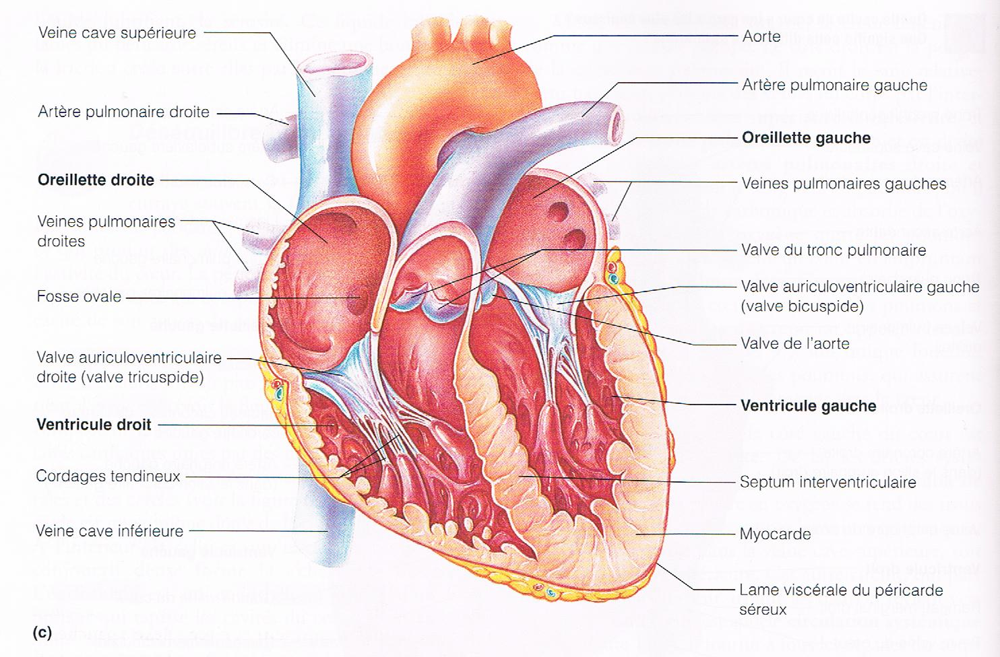 Veine cave supérieure
Artère pulmonaire droite
Oreillette droite
Veines pulmonaires
droites
Fosse ovale
Valve auriculoventriculaire
droite (valve tricuspide)
Ventricule droit
Cordages tendineux
Veine cave inférieure
(c)
Aorte
Artère pulmonaire gauche
Oreillette gauche
Veines pulmonaires gauches
Valve du tronc pulmonaire
Valve auriculoventriculaire gauche
(valve bicuspide)
Valve de l'aorte
Ventricule gauche
Septum interventriculaire
Myocarde
Lame viscérale du péricarde
séreux